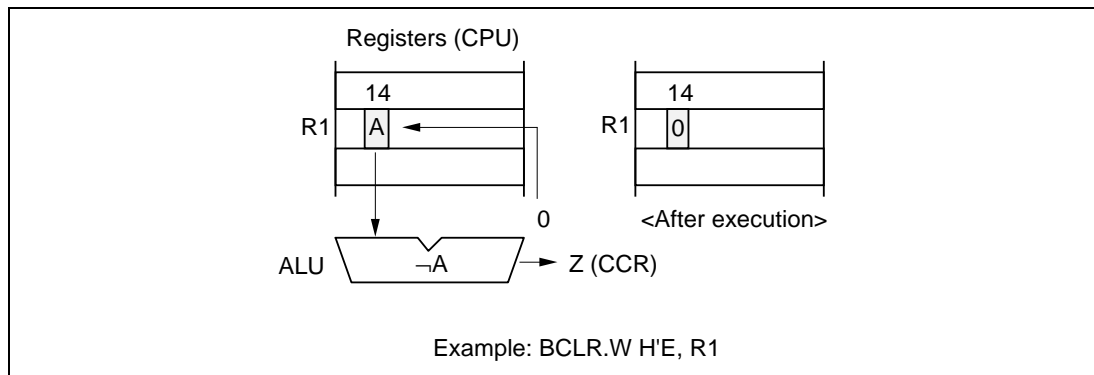 Registers (CPU)
14 14
R1 A R1 0
0 <After execution>
ALU ¬A Z (CCR)
Example: BCLR.W H'E, R1